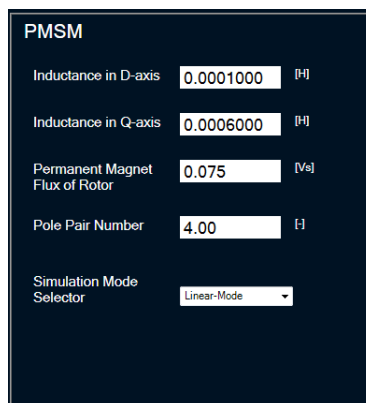 PMSM
Inductance in D-axis 0.0001000 [H]
Inductance in Q-axis 0.0006000 [H]
Permanent Magnet
Flux of Rotor 0.075 [Vs]
Pole Pair Number 4.00 [-]
Simulation Mode
Selector Linear-Mode